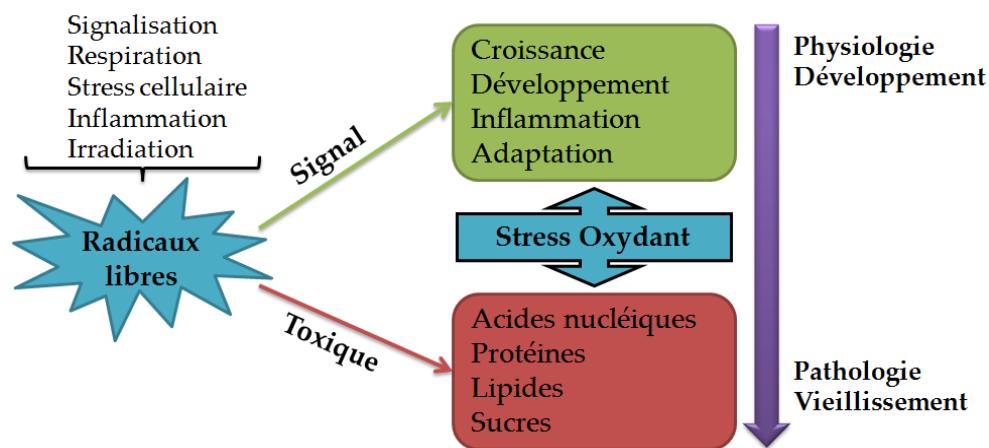 Signalisation
Respiration
Stress cellulaire
Inflammation
Irradiation
Radicaux
libres
Signal
Toxique
Croissance
Développement
Inflammation
Adaptation
Stress Oxydant
Acides nucléiques
Protéines
Lipides
Sucres
Physiologie
Développement
Pathologie
Vieillissement